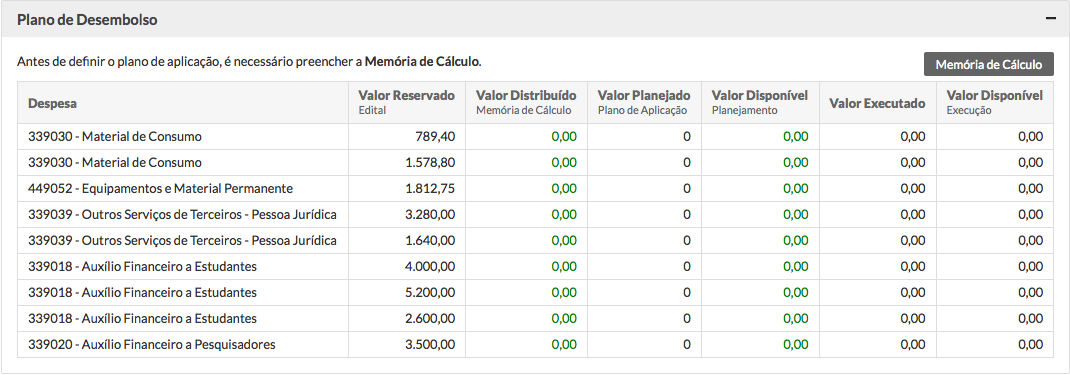 Plano de Desembolso
Antes de definir o plano de aplicação, é necessário preencher a Memória de Cálculo.
Memória de Cálculo
Despesa Valor Reservado Valor Distribuído Valor Planejado Valor Disponível Valor Executado Valor Disponível
Edital Memória de Cálculo Plano de Aplicação Planejamento Execução
339030 - Material de Consumo 789,40 0,00 0 0,00 0,00 0,00
339030 - Material de Consumo 1.578,80 0,00 0 0,00 0,00 0,00
449052 - Equipamentos e Material Permanente 1.812,75 0,00 0 0,00 0,00 0,00
339039 - Outros Serviços de Terceiros - Pessoa Jurídica 3.280,00 0,00 0 0,00 0,00 0,00
339039 - Outros Serviços de Terceiros - Pessoa Jurídica 1.640,00 0,00 0 0,00 0,00 0,00
339018 - Auxílio Financeiro a Estudantes 4.000,00 0,00 0 0,00 0,00 0,00
339018 - Auxílio Financeiro a Estudantes 5.200,00 0,00 0 0,00 0,00 0,00
339018 - Auxílio Financeiro a Estudantes 2.600,00 0,00 0 0,00 0,00 0,00
339020 - Auxílio Financeiro a Pesquisadores 3.500,00 0,00 0 0,00 0,00 0,00